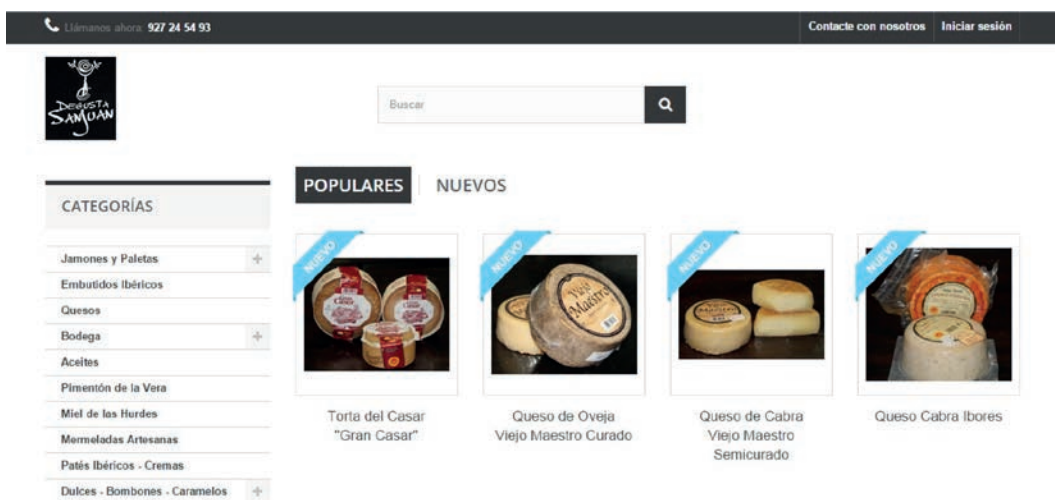 Llámanos ahora: 927 24 54 93
Contacte con nosotros
Iniciar sesión
DEGUSTA
SANJUAN
Buscar
CATEGORÍAS
Jamones y Paletas
Embutidos Ibéricos
Quesos
Bodega
Aceites
Pimentón de la Vera
Miel de las Hurdes
Mermeladas Artesanas
Patés Ibéricos - Cremas
Dulces - Bombones - Caramelos
POPULARES
NUEVOS
NUEVO
NUEVO
NUEVO
NUEVO
Viejo
Maestro
Torta del Casar
"Gran Casar"
Queso de Oveja
Viejo Maestro Curado
Queso de Cabra
Viejo Maestro
Semicurado
Queso Cabra Ibores